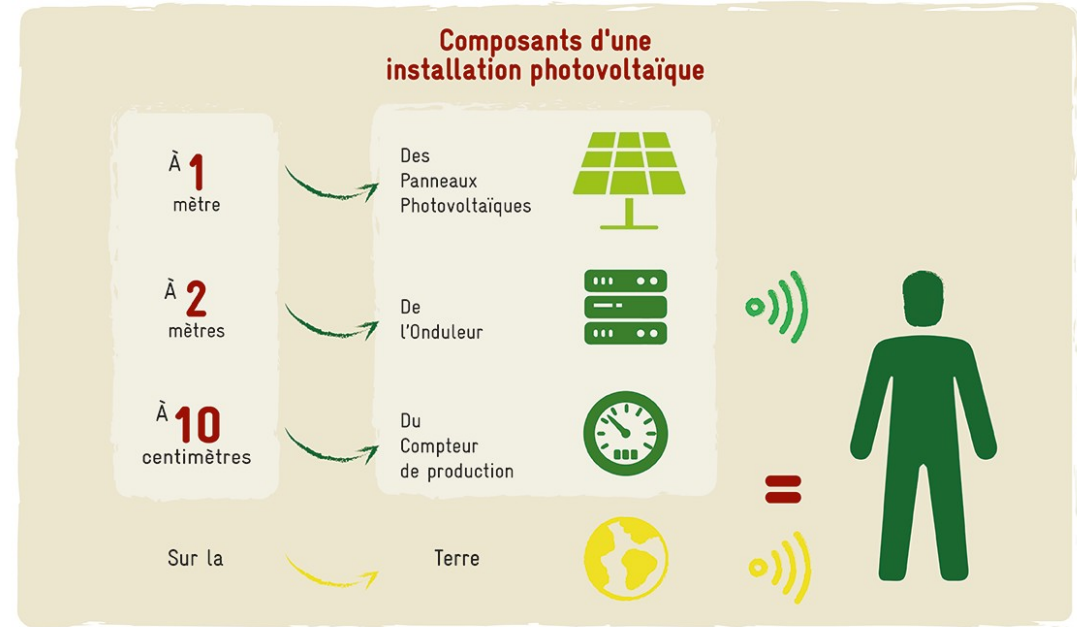 Composants d'une
installation photovoltaïque
À 1
mètre
Des
Panneaux
Photovoltaïques
À 2
mètres
De
l'Onduleur
À 10
centimètres
Du
Compteur
de production
=
Sur la
Terre